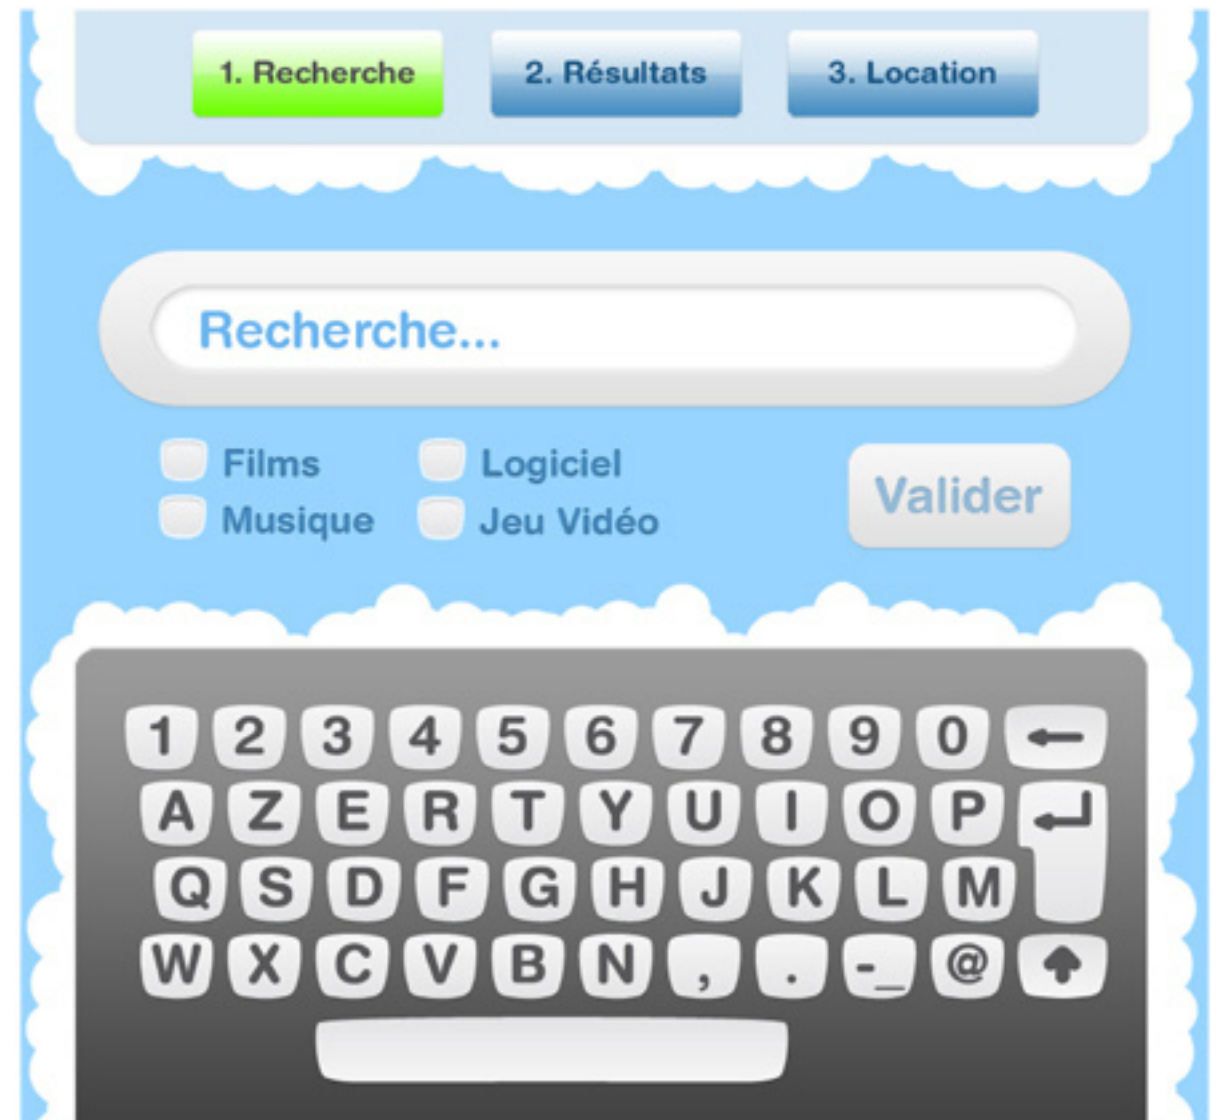 1. Recherche 2. Résultats 3. Location
Recherche...
Films Logiciel
Musique Jeu Vidéo
Valider
1 2 3 4 5 6 7 8 9 0
A Z E R T Y U I O P
Q S D F G H J K L M
W X C V B N , . -_ @